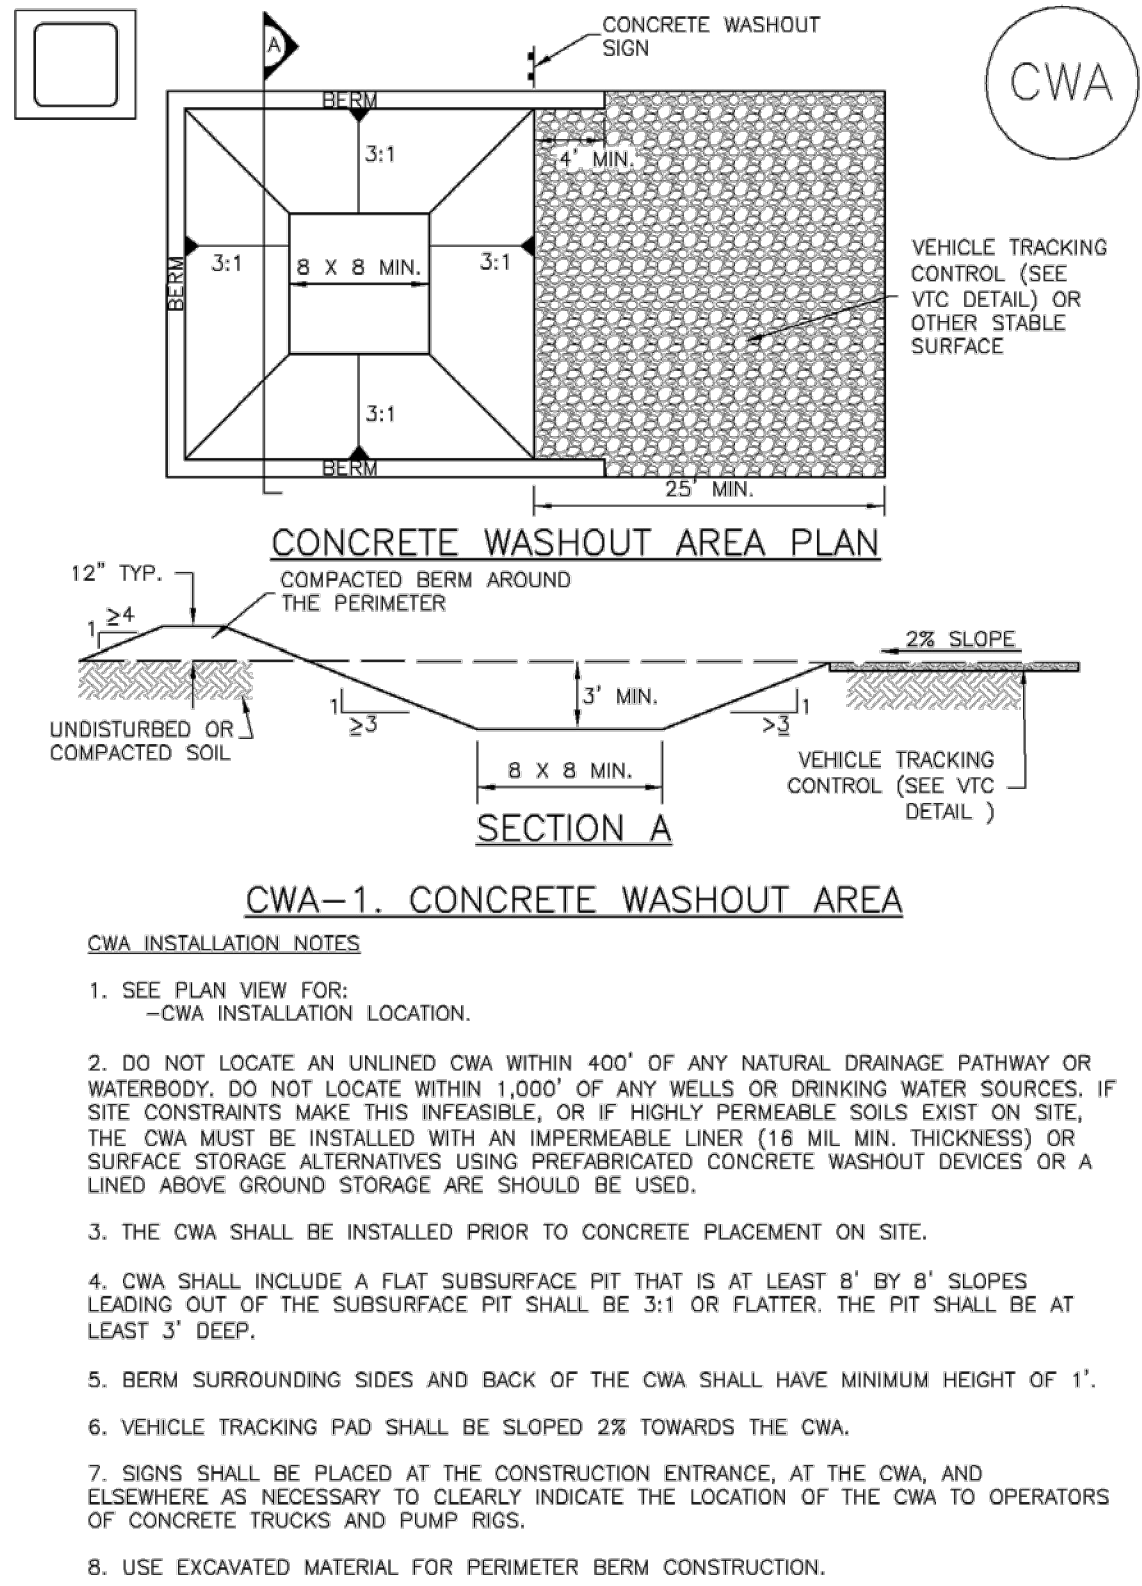 A
CONCRETE WASHOUT
SIGN
CWA
BERM
3:1
4' MIN.
BERM
3:1
8 X 8 MIN.
3:1
VEHICLE TRACKING
CONTROL (SEE
VTC DETAIL) OR
OTHER STABLE
SURFACE
3:1
BERM
25' MIN.
CONCRETE WASHOUT AREA PLAN
12" TYP.
COMPACTED BERM AROUND
THE PERIMETER
1
≥4
2% SLOPE
3' MIN.
1
≥3
>3
1
UNDISTURBED OR
COMPACTED SOIL
8 X 8 MIN.
VEHICLE TRACKING
CONTROL (SEE VTC
DETAIL )
SECTION A
CWA-1. CONCRETE WASHOUT AREA
CWA INSTALLATION NOTES
1. SEE PLAN VIEW FOR:
-CWA INSTALLATION LOCATION.
2. DO NOT LOCATE AN UNLINED CWA WITHIN 400' OF ANY NATURAL DRAINAGE PATHWAY OR
WATERBODY. DO NOT LOCATE WITHIN 1,000' OF ANY WELLS OR DRINKING WATER SOURCES. IF
SITE CONSTRAINTS MAKE THIS INFEASIBLE, OR IF HIGHLY PERMEABLE SOILS EXIST ON SITE,
THE CWA MUST BE INSTALLED WITH AN IMPERMEABLE LINER (16 MIL MIN. THICKNESS) OR
SURFACE STORAGE ALTERNATIVES USING PREFABRICATED CONCRETE WASHOUT DEVICES OR A
LINED ABOVE GROUND STORAGE ARE SHOULD BE USED.
3. THE CWA SHALL BE INSTALLED PRIOR TO CONCRETE PLACEMENT ON SITE.
4. CWA SHALL INCLUDE A FLAT SUBSURFACE PIT THAT IS AT LEAST 8' BY 8' SLOPES
LEADING OUT OF THE SUBSURFACE PIT SHALL BE 3:1 OR FLATTER. THE PIT SHALL BE AT
LEAST 3' DEEP.
5. BERM SURROUNDING SIDES AND BACK OF THE CWA SHALL HAVE MINIMUM HEIGHT OF 1'.
6. VEHICLE TRACKING PAD SHALL BE SLOPED 2% TOWARDS THE CWA.
7. SIGNS SHALL BE PLACED AT THE CONSTRUCTION ENTRANCE, AT THE CWA, AND
ELSEWHERE AS NECESSARY TO CLEARLY INDICATE THE LOCATION OF THE CWA TO OPERATORS
OF CONCRETE TRUCKS AND PUMP RIGS.
8. USE EXCAVATED MATERIAL FOR PERIMETER BERM CONSTRUCTION.